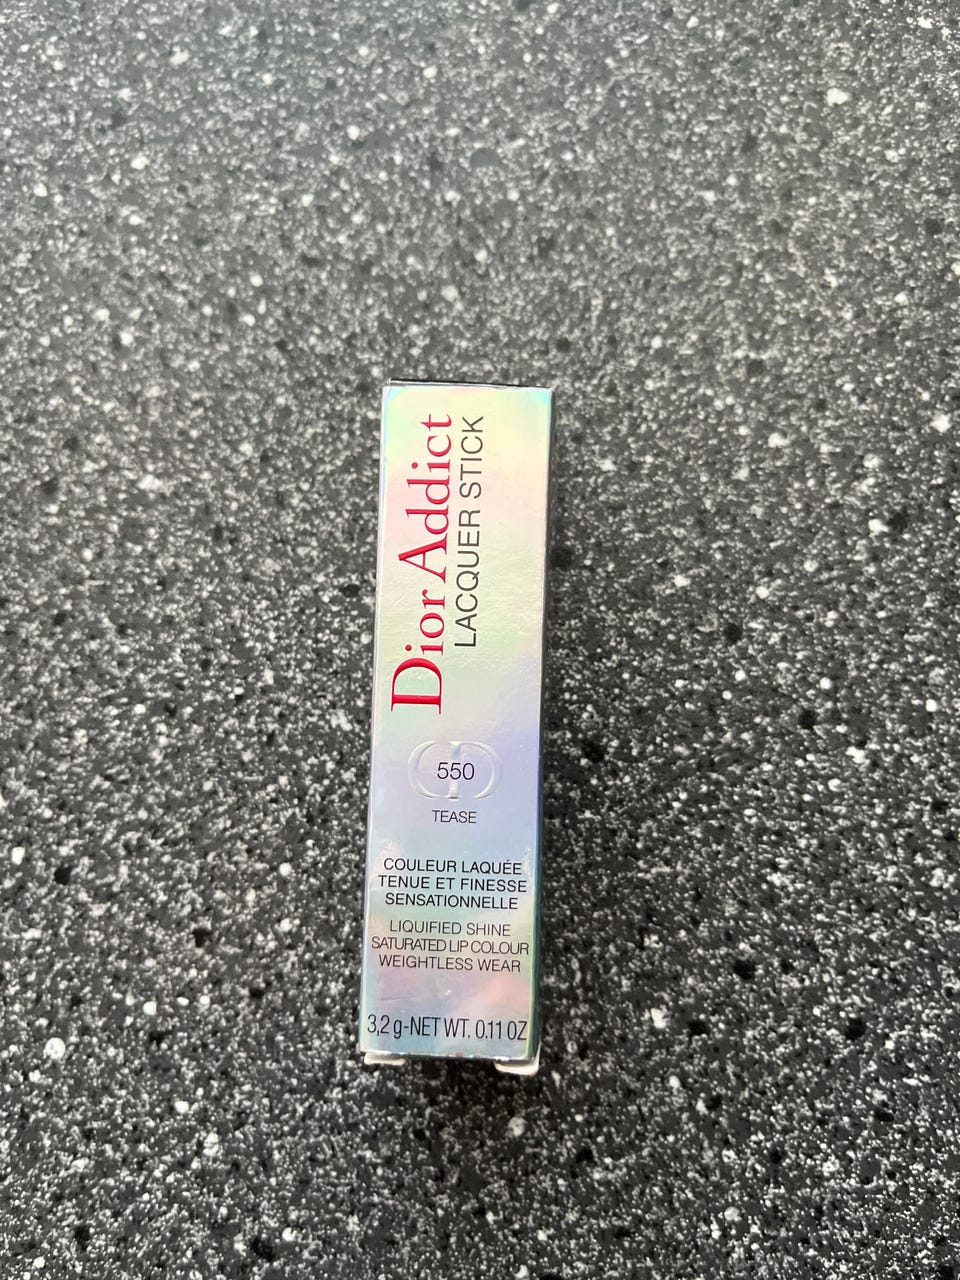 Dior Addict
LACQUER STICK
550
TEASE
COULEUR LAQUÉE
TENUE ET FINESSE
SENSATIONNELLE
LIQUIFIED SHINE
SATURATED LIP COLOUR
WEIGHTLESS WEAR
3,2 g-NET WT. 0.11 OZ